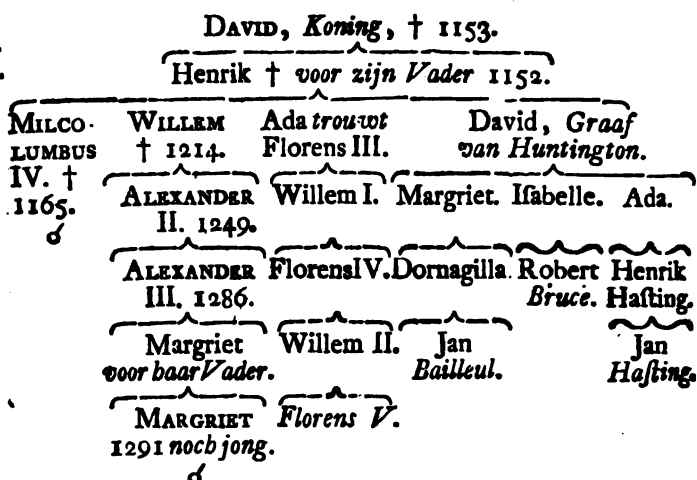 DAVID, Koning, † 1153.
Henrik † voor zijn Vader 1152.
MILCO- WILLEM Ada trouwt David, Graaf
LUMBUS † 1214. Florens III. van Huntington.
IV. † ALEXANDER Willem I. Margriet. Iſabelle. Ada.
1165. II. 1249.
ALEXANDER FlorensIV. Dornagilla. Robert Henrik
III. 1286. Bruce. Haſting.
Margriet Willem II. Jan Jan
voor haar Vader. Bailleul. Haſting.
MARGRIET Florens V.
1291 noch jong.